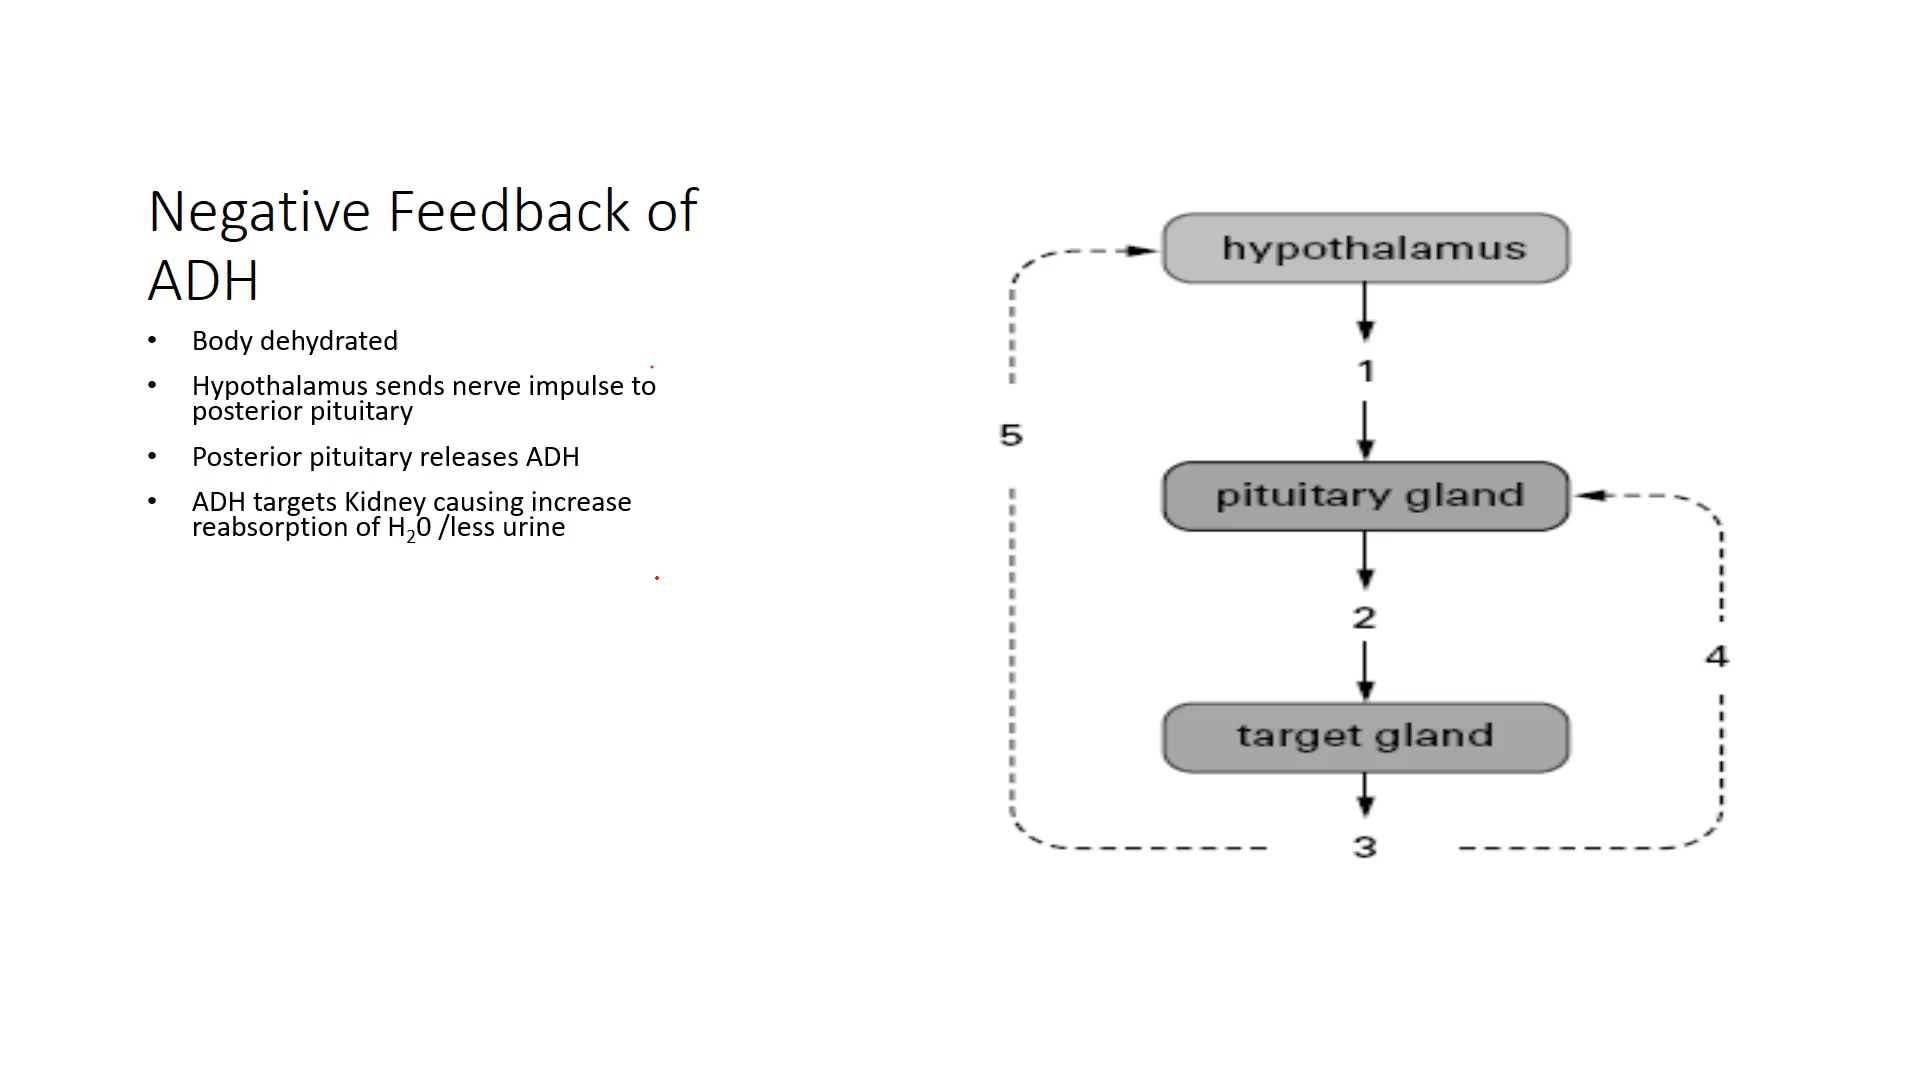 Negative Feedback of
ADH
• Body dehydrated
• Hypothalamus sends nerve impulse to
posterior pituitary
• Posterior pituitary releases ADH
• ADH targets Kidney causing increase
reabsorption of H₂0 /less urine
hypothalamus
1
5
pituitary gland
2
4
target gland
3